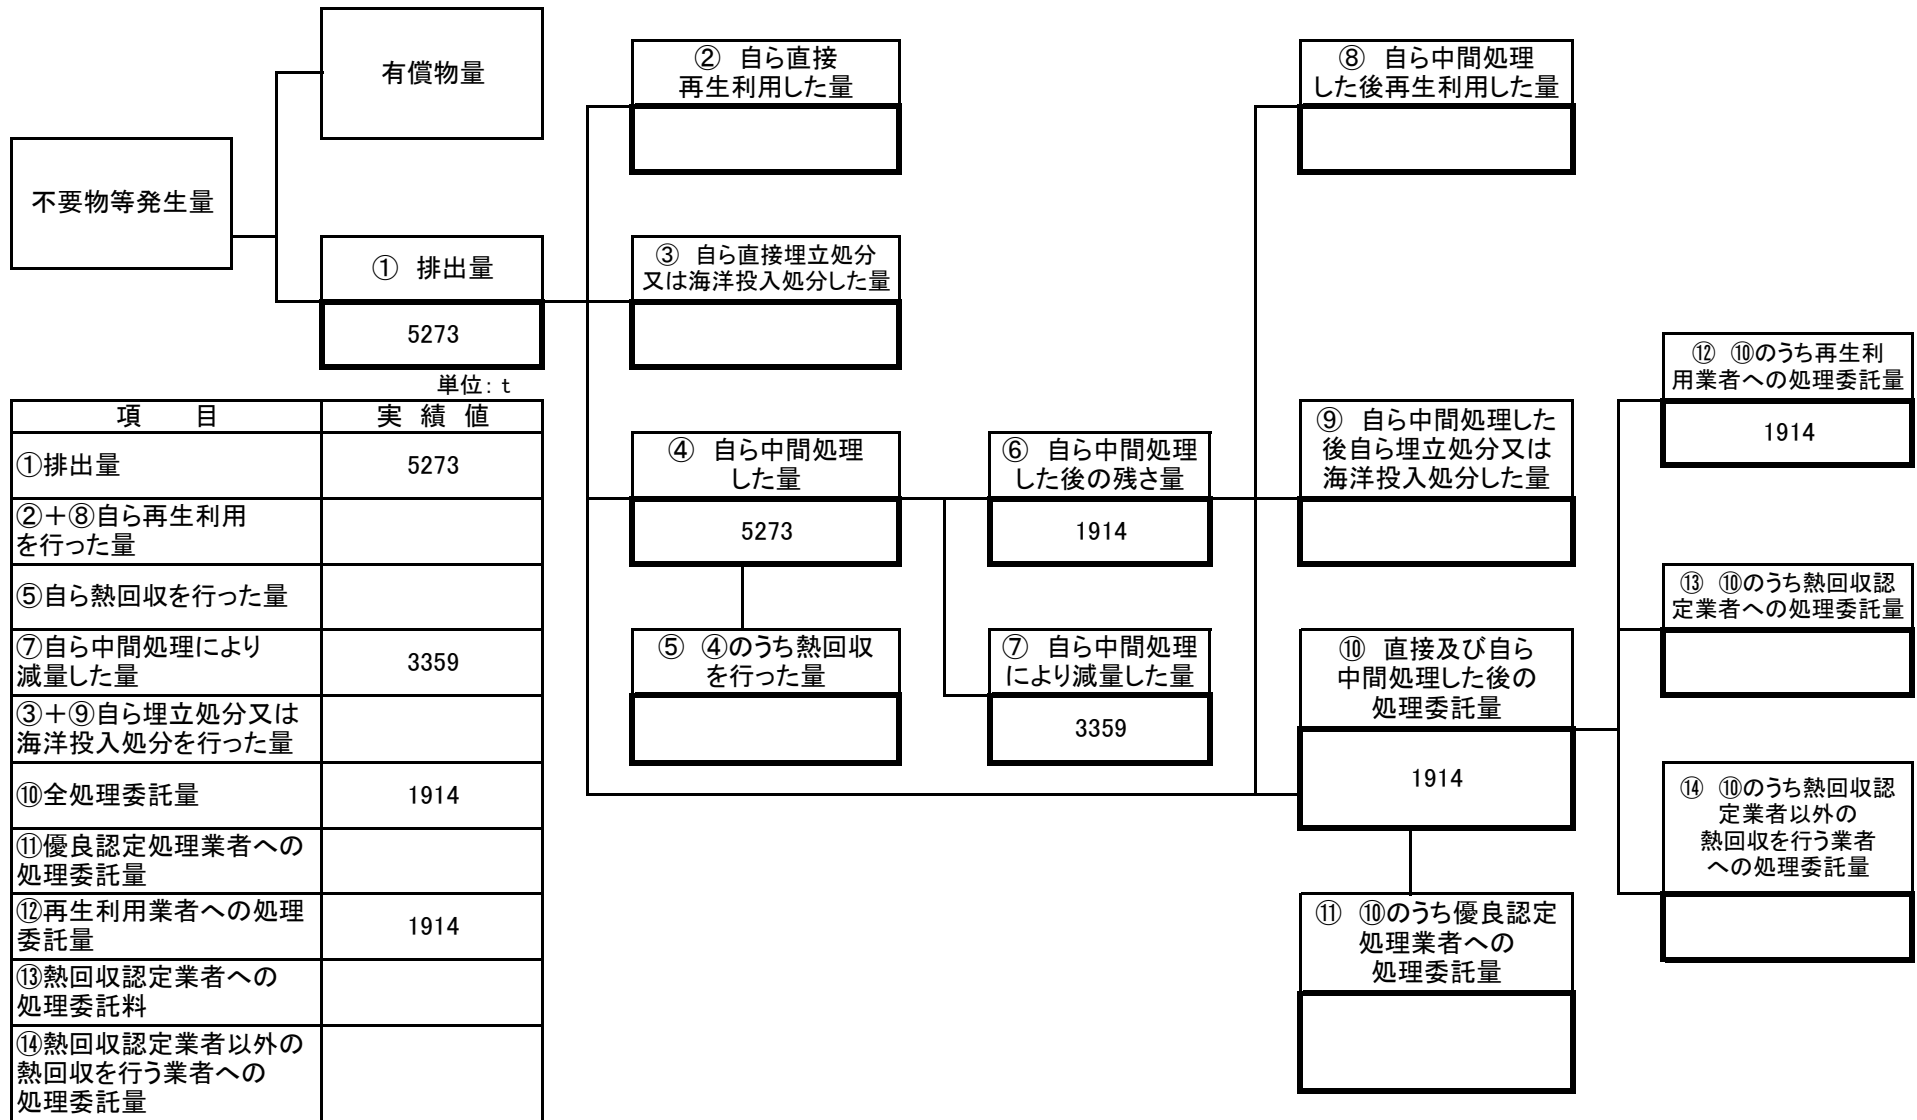 有償物量
不要物等発生量
① 排出量
5273
② 自ら直接
再生利用した量
③ 自ら直接埋立処分
又は海洋投入処分した量
④ 自ら中間処理
した量
5273
⑤ ④のうち熱回収
を行った量
⑥ 自ら中間処理
した後の残さ量
1914
⑦ 自ら中間処理
により減量した量
3359
⑧ 自ら中間処理
した後再生利用した量
⑨ 自ら中間処理した
後自ら埋立処分又は
海洋投入処分した量
⑩ 直接及び自ら
中間処理した後の
処理委託量
1914
⑪ ⑩のうち優良認定
処理業者への
処理委託量
⑫ ⑩のうち再生利
用業者への処理委託量
1914
⑬ ⑩のうち熱回収認
定業者への処理委託量
⑭ ⑩のうち熱回収認
定業者以外の
熱回収を行う業者
への処理委託量
単位：ｔ
項 目 実 績 値
①排出量 5273
②＋⑧自ら再生利用
を行った量
⑤自ら熱回収を行った量
⑦自ら中間処理により
減量した量 3359
③＋⑨自ら埋立処分又は
海洋投入処分を行った量
⑩全処理委託量 1914
⑪優良認定処理業者への
処理委託量
⑫再生利用業者への処理
委託量 1914
⑬熱回収認定業者への
処理委託料
⑭熱回収認定業者以外の
熱回収を行う業者への
処理委託量